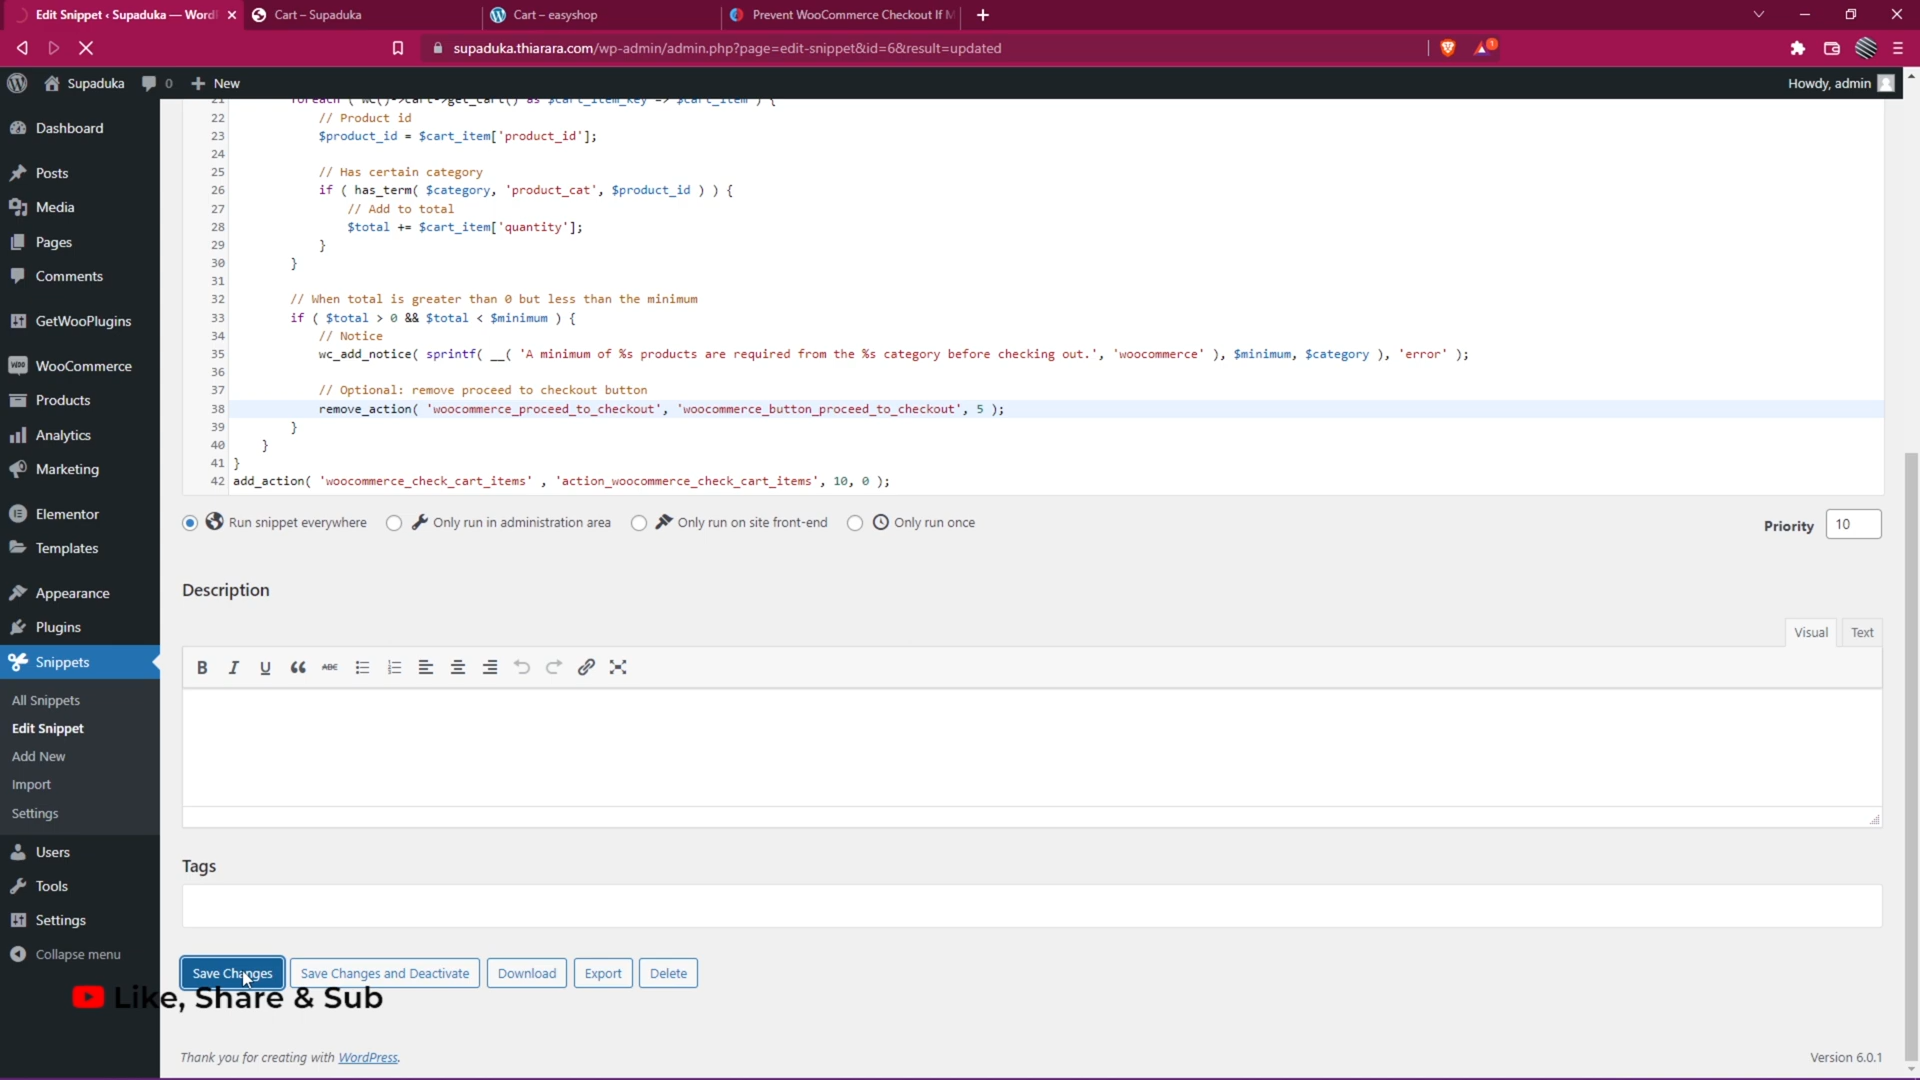 Edit Snippet ‹ Supaduka — Word
Cart – Supaduka
Cart – easyshop
Prevent WooCommerce Checkout If M
supaduka.thiarara.com/wp-admin/admin.php?page=edit-snippet&id=6&result=updated
1
Supaduka
0
New
Howdy, admin
Dashboard
Posts
Media
Pages
Comments
GetWooPlugins
WooCommerce
Products
Analytics
Marketing
Elementor
Templates
Appearance
Plugins
Snippets
All Snippets
Edit Snippet
Add New
Import
Settings
Users
Tools
Settings
Collapse menu
21 foreach ( WC()->cart->get_cart() as $cart_item_key => $cart_item ) {
22 // Product id
23 $product_id = $cart_item['product_id'];
24
25 // Has certain category
26 if ( has_term( $category, 'product_cat', $product_id ) ) {
27 // Add to total
28 $total += $cart_item['quantity'];
29 }
30 }
31
32 // When total is greater than 0 but less than the minimum
33 if ( $total > 0 && $total < $minimum ) {
34 // Notice
35 wc_add_notice( sprintf( __( 'A minimum of %s products are required from the %s category before checking out.', 'woocommerce' ), $minimum, $category ), 'error' );
36
37 // Optional: remove proceed to checkout button
38 remove_action( 'woocommerce_proceed_to_checkout', 'woocommerce_button_proceed_to_checkout', 5 );
39 }
40 }
41 }
42 add_action( 'woocommerce_check_cart_items' , 'action_woocommerce_check_cart_items', 10, 0 );
Run snippet everywhere
Only run in administration area
Only run on site front-end
Only run once
Priority
10
Description
Visual
Text
B I U ABC
Tags
Save Changes
Save Changes and Deactivate
Download
Export
Delete
Like, Share & Sub
Thank you for creating with WordPress.
Version 6.0.1